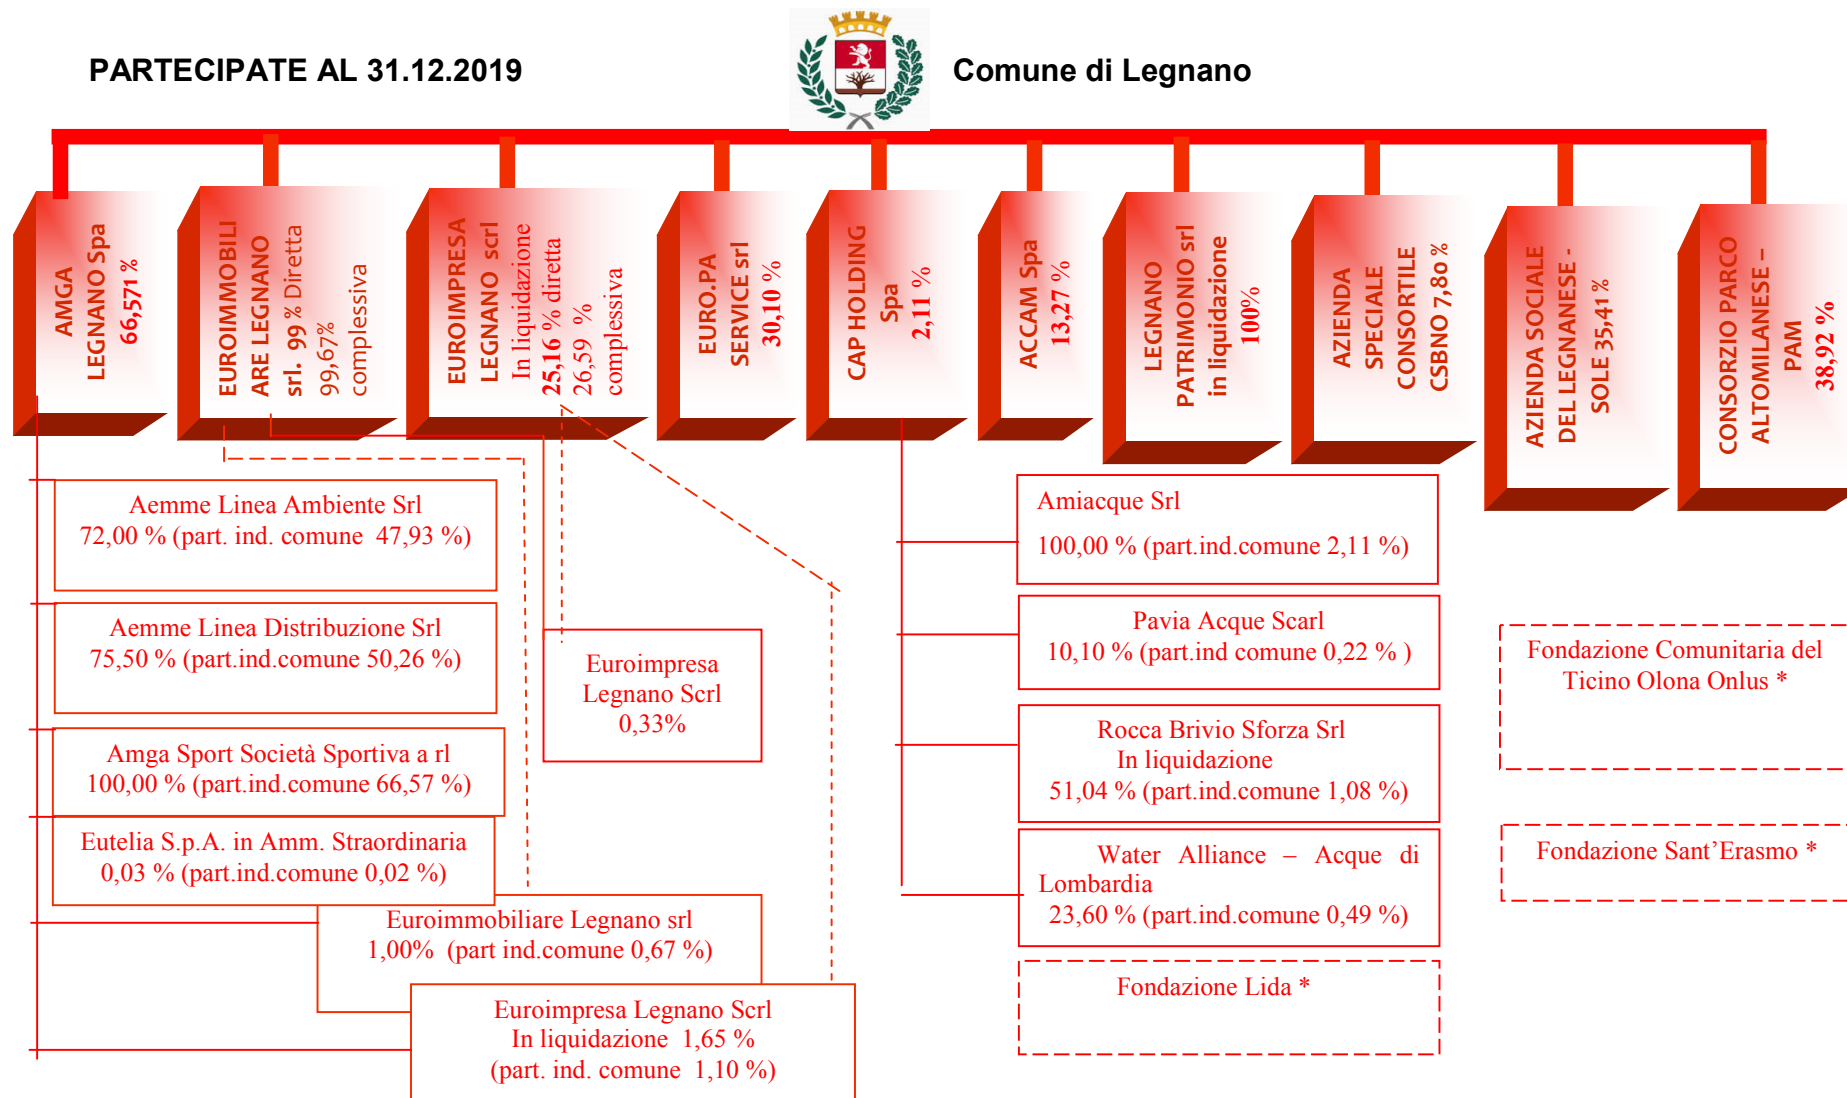 PARTECIPATE AL 31.12.2019
Comune di Legnano
AMGA
LEGNANO Spa
66,571 %
EUROIMMOBILI
ARE LEGNANO
srl. 99 % Diretta
99,67%
complessiva
EUROIMPRESA
LEGNANO scrl
In liquidazione
25,16 % diretta
26,59 %
complessiva
EURO.PA
SERVICE srl
30,10 %
CAP HOLDING
Spa
2,11 %
ACCAM Spa
13,27 %
LEGNANO
PATRIMONIO srl
in liquidazione
100%
AZIENDA
SPECIALE
CONSORTILE
CSBNO 7,80 %
AZIENDA SOCIALE
DEL LEGNANESE -
SOLE 35,41 %
CONSORZIO PARCO
ALTOMILANESE –
PAM
38,92 %
Aemme Linea Ambiente Srl
72,00 % (part. ind. comune 47,93 %)
Aemme Linea Distribuzione Srl
75,50 % (part.ind.comune 50,26 %)
Amga Sport Società Sportiva a rl
100,00 % (part.ind.comune 66,57 %)
Eutelia S.p.A. in Amm. Straordinaria
0,03 % (part.ind.comune 0,02 %)
Euroimmobiliare Legnano srl
1,00% (part ind.comune 0,67 %)
Euroimpresa Legnano Scrl
In liquidazione 1,65 %
(part. ind. comune 1,10 %)
Euroimpresa
Legnano Scrl
0,33%
Amiacque Srl
100,00 % (part.ind.comune 2,11 %)
Pavia Acque Scarl
10,10 % (part.ind comune 0,22 % )
Rocca Brivio Sforza Srl
In liquidazione
51,04 % (part.ind.comune 1,08 %)
Water Alliance – Acque di
Lombardia
23,60 % (part.ind.comune 0,49 %)
Fondazione Lida *
Fondazione Comunitaria del
Ticino Olona Onlus *
Fondazione Sant’Erasmo *